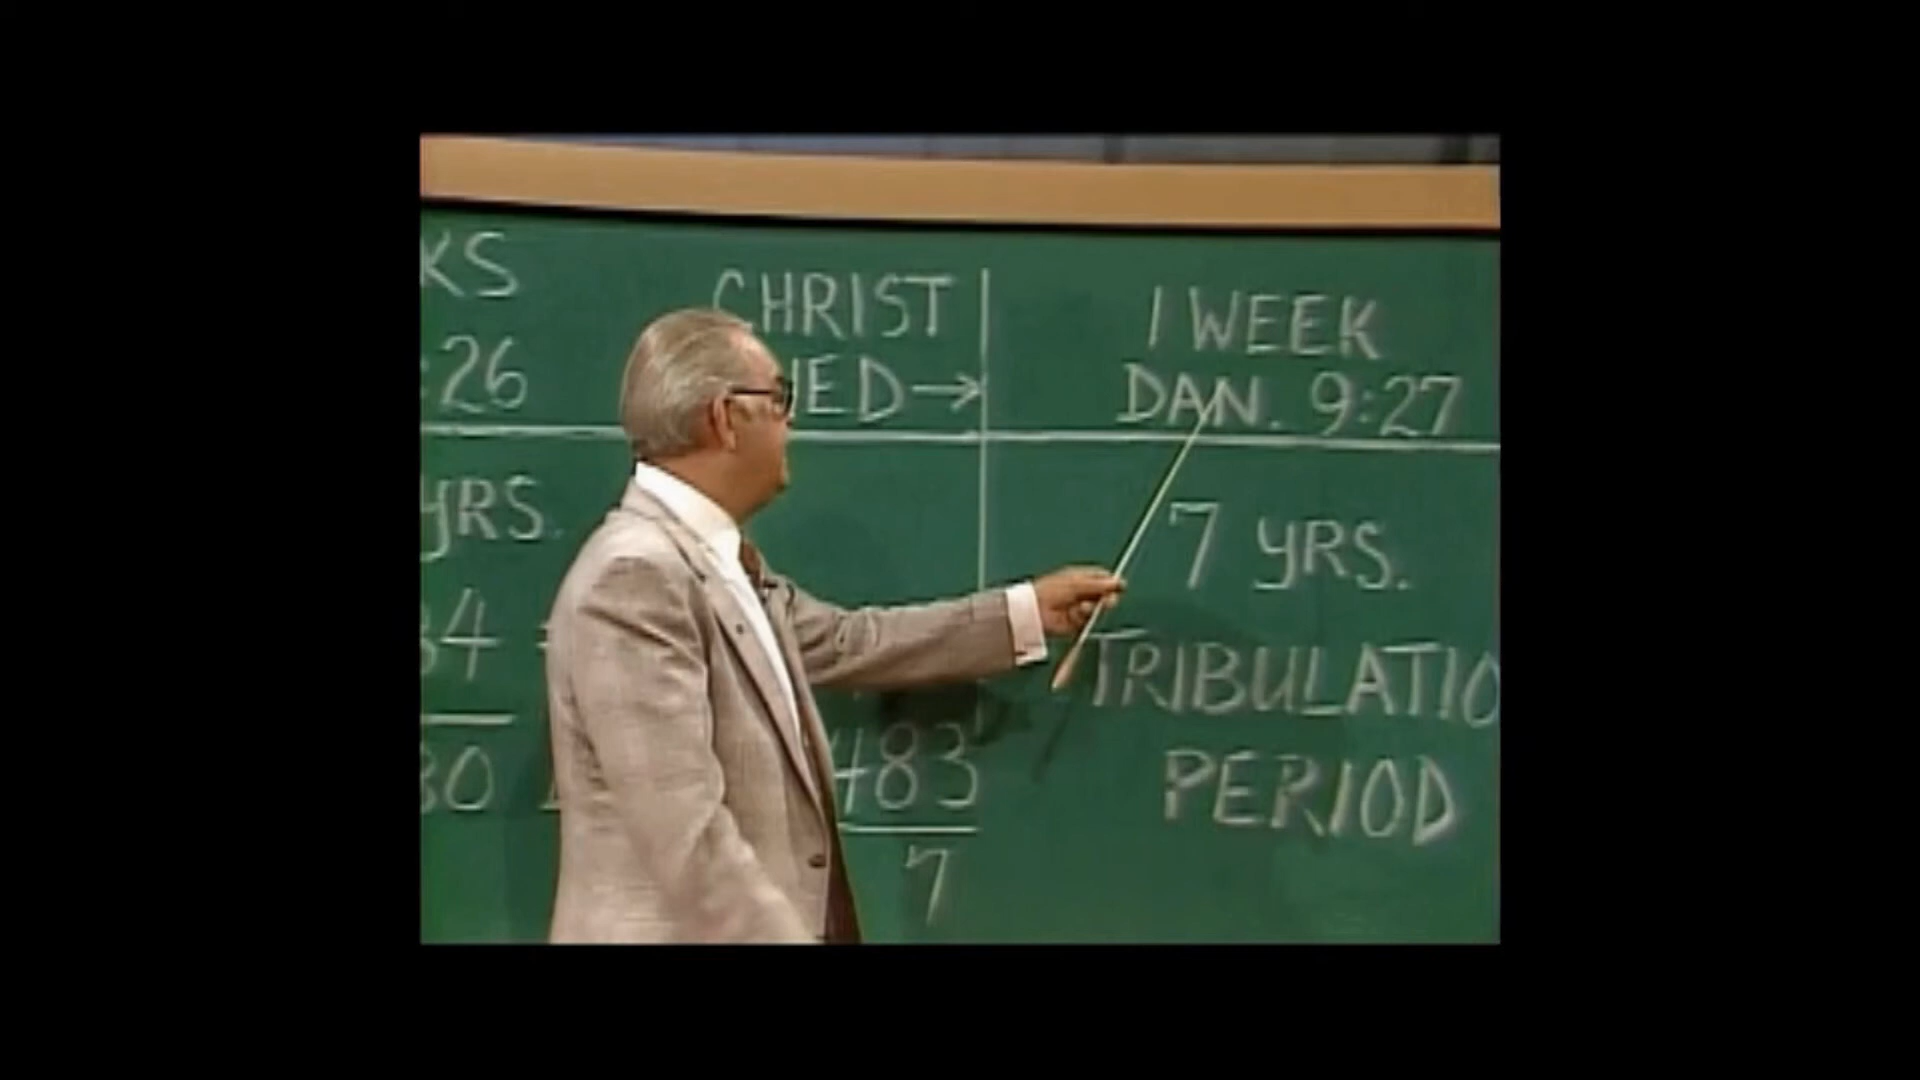 KS
:26
CHRIST
IED→
1 WEEK
DAN. 9:27
YRS.
34
30
483
7
7 YRS.
TRIBULATIO
PERIOD